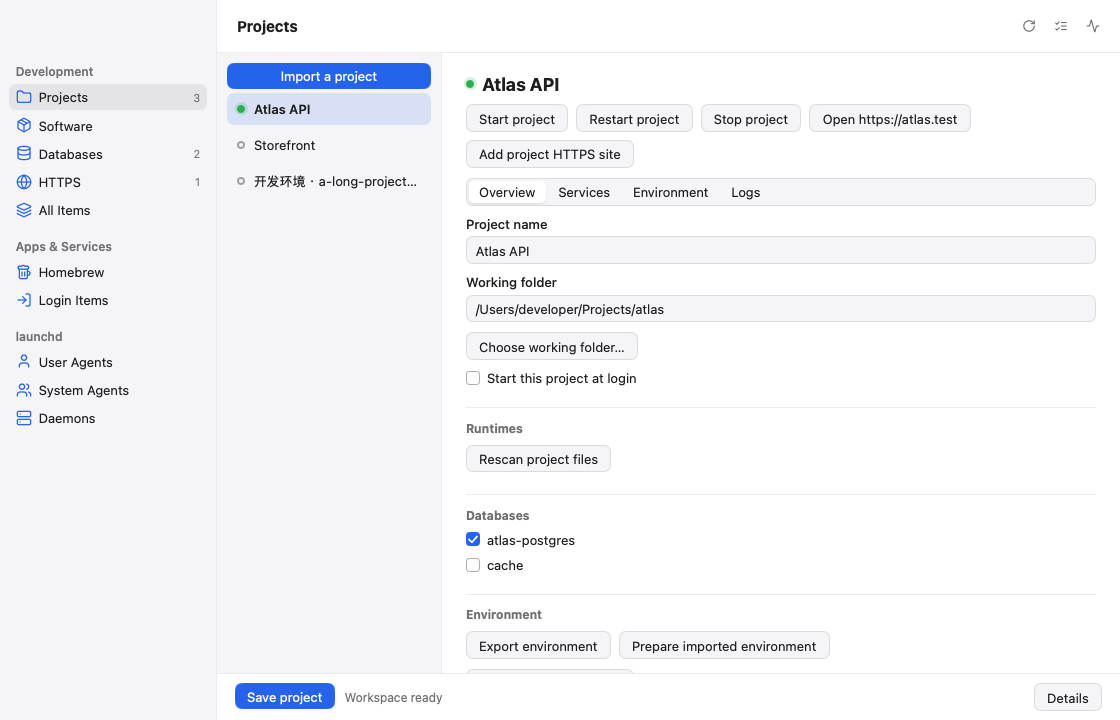 Projects
Development
Projects 3
Software
Databases 2
HTTPS 1
All Items
Apps & Services
Homebrew
Login Items
launchd
User Agents
System Agents
Daemons
Import a project
Atlas API
Storefront
开发环境 · a-long-project...
Atlas API
Start project Restart project Stop project Open https://atlas.test
Add project HTTPS site
Overview Services Environment Logs
Project name
Atlas API
Working folder
/Users/developer/Projects/atlas
Choose working folder...
Start this project at login
Runtimes
Rescan project files
Databases
atlas-postgres
cache
Environment
Export environment Prepare imported environment
Save project Workspace ready Details